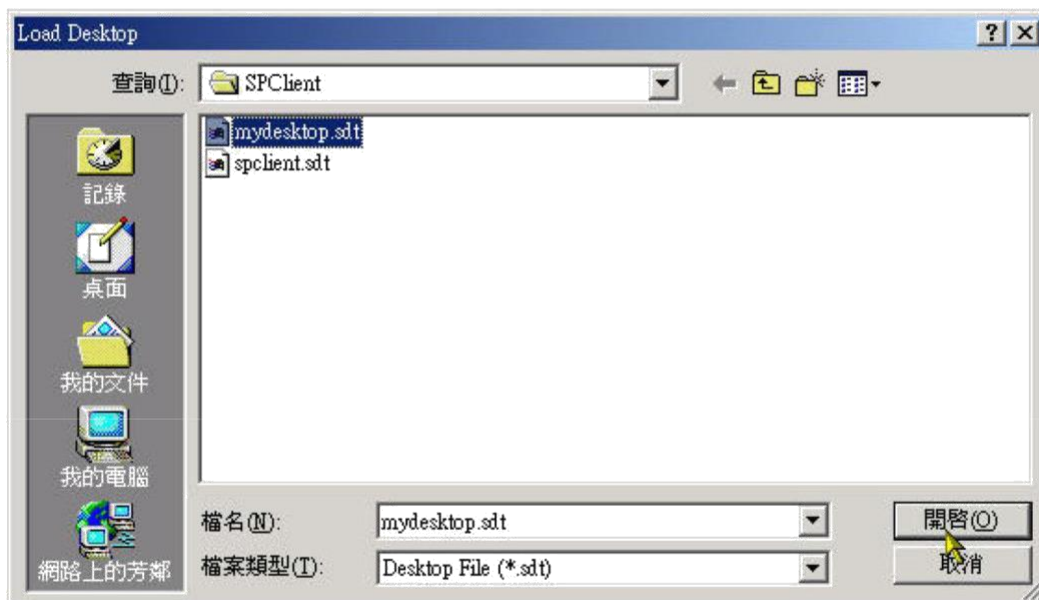 Load Desktop
查詢(I):
SPClient
mydesktop.sdt
spclient.sdt
記錄
桌面
我的文件
我的電腦
網路上的芳鄰
檔名(N):
mydesktop.sdt
開啓(O)
檔案類型(T):
Desktop File (*.sdt)
取消